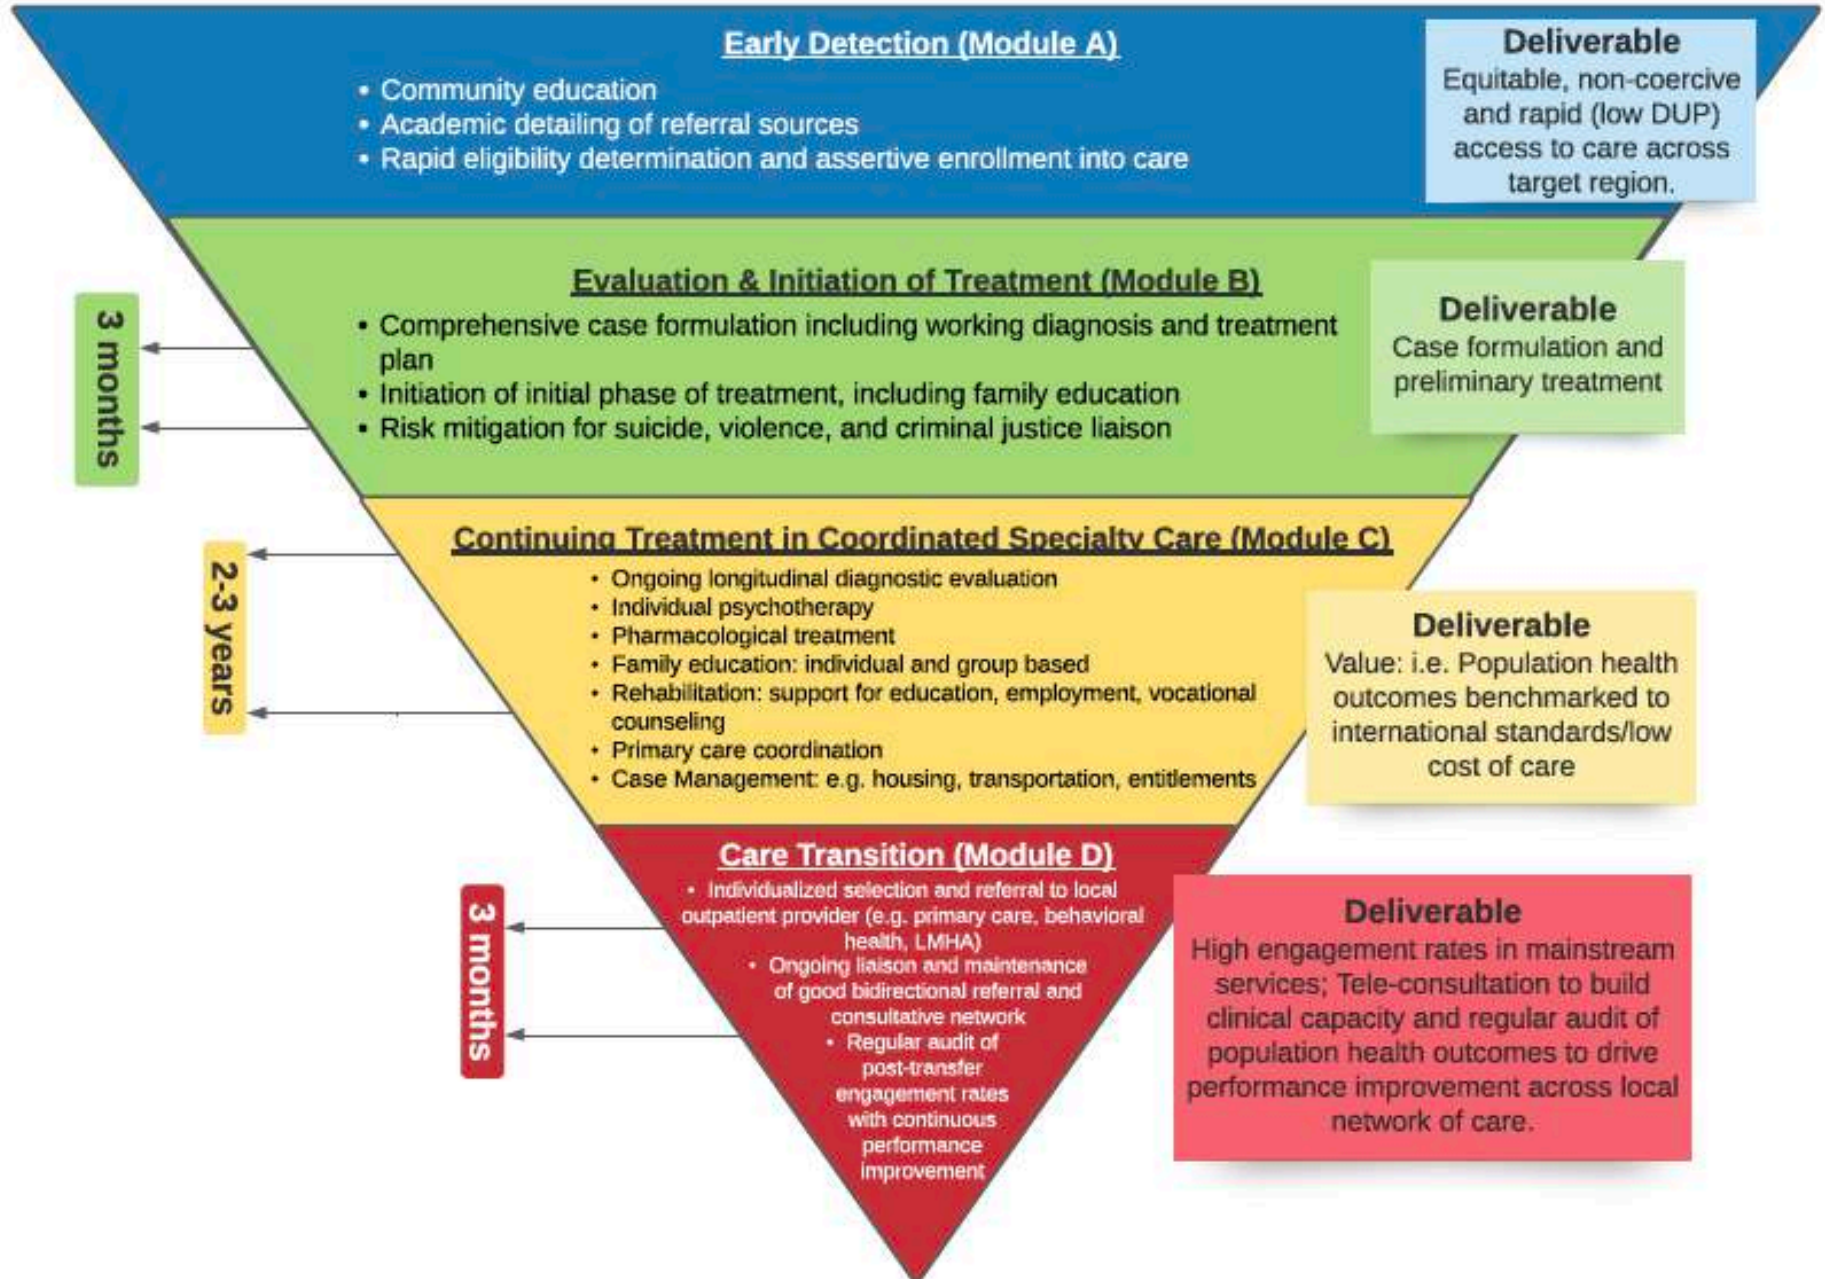 Early Detection (Module A)
• Community education
• Academic detailing of referral sources
• Rapid eligibility determination and assertive enrollment into care
Deliverable
Equitable, non-coercive
and rapid (low DUP)
access to care across
target region.
Evaluation & Initiation of Treatment (Module B)
• Comprehensive case formulation including working diagnosis and treatment
plan
• Initiation of initial phase of treatment, including family education
• Risk mitigation for suicide, violence, and criminal justice liaison
3 months
Deliverable
Case formulation and
preliminary treatment
Continuing Treatment in Coordinated Specialty Care (Module C)
• Ongoing longitudinal diagnostic evaluation
• Individual psychotherapy
• Pharmacological treatment
• Family education: individual and group based
• Rehabilitation: support for education, employment, vocational
counseling
• Primary care coordination
• Case Management: e.g. housing, transportation, entitlements
2-3 years
Deliverable
Value: i.e. Population health
outcomes benchmarked to
international standards/low
cost of care
Care Transition (Module D)
• Individualized selection and referral to local
outpatient provider (e.g. primary care, behavioral
health, LMHA)
• Ongoing liaison and maintenance
of good bidirectional referral and
consultative network
• Regular audit of
post-transfer
engagement rates
with continuous
performance
improvement
3 months
Deliverable
High engagement rates in mainstream
services; Tele-consultation to build
clinical capacity and regular audit of
population health outcomes to drive
performance improvement across local
network of care.